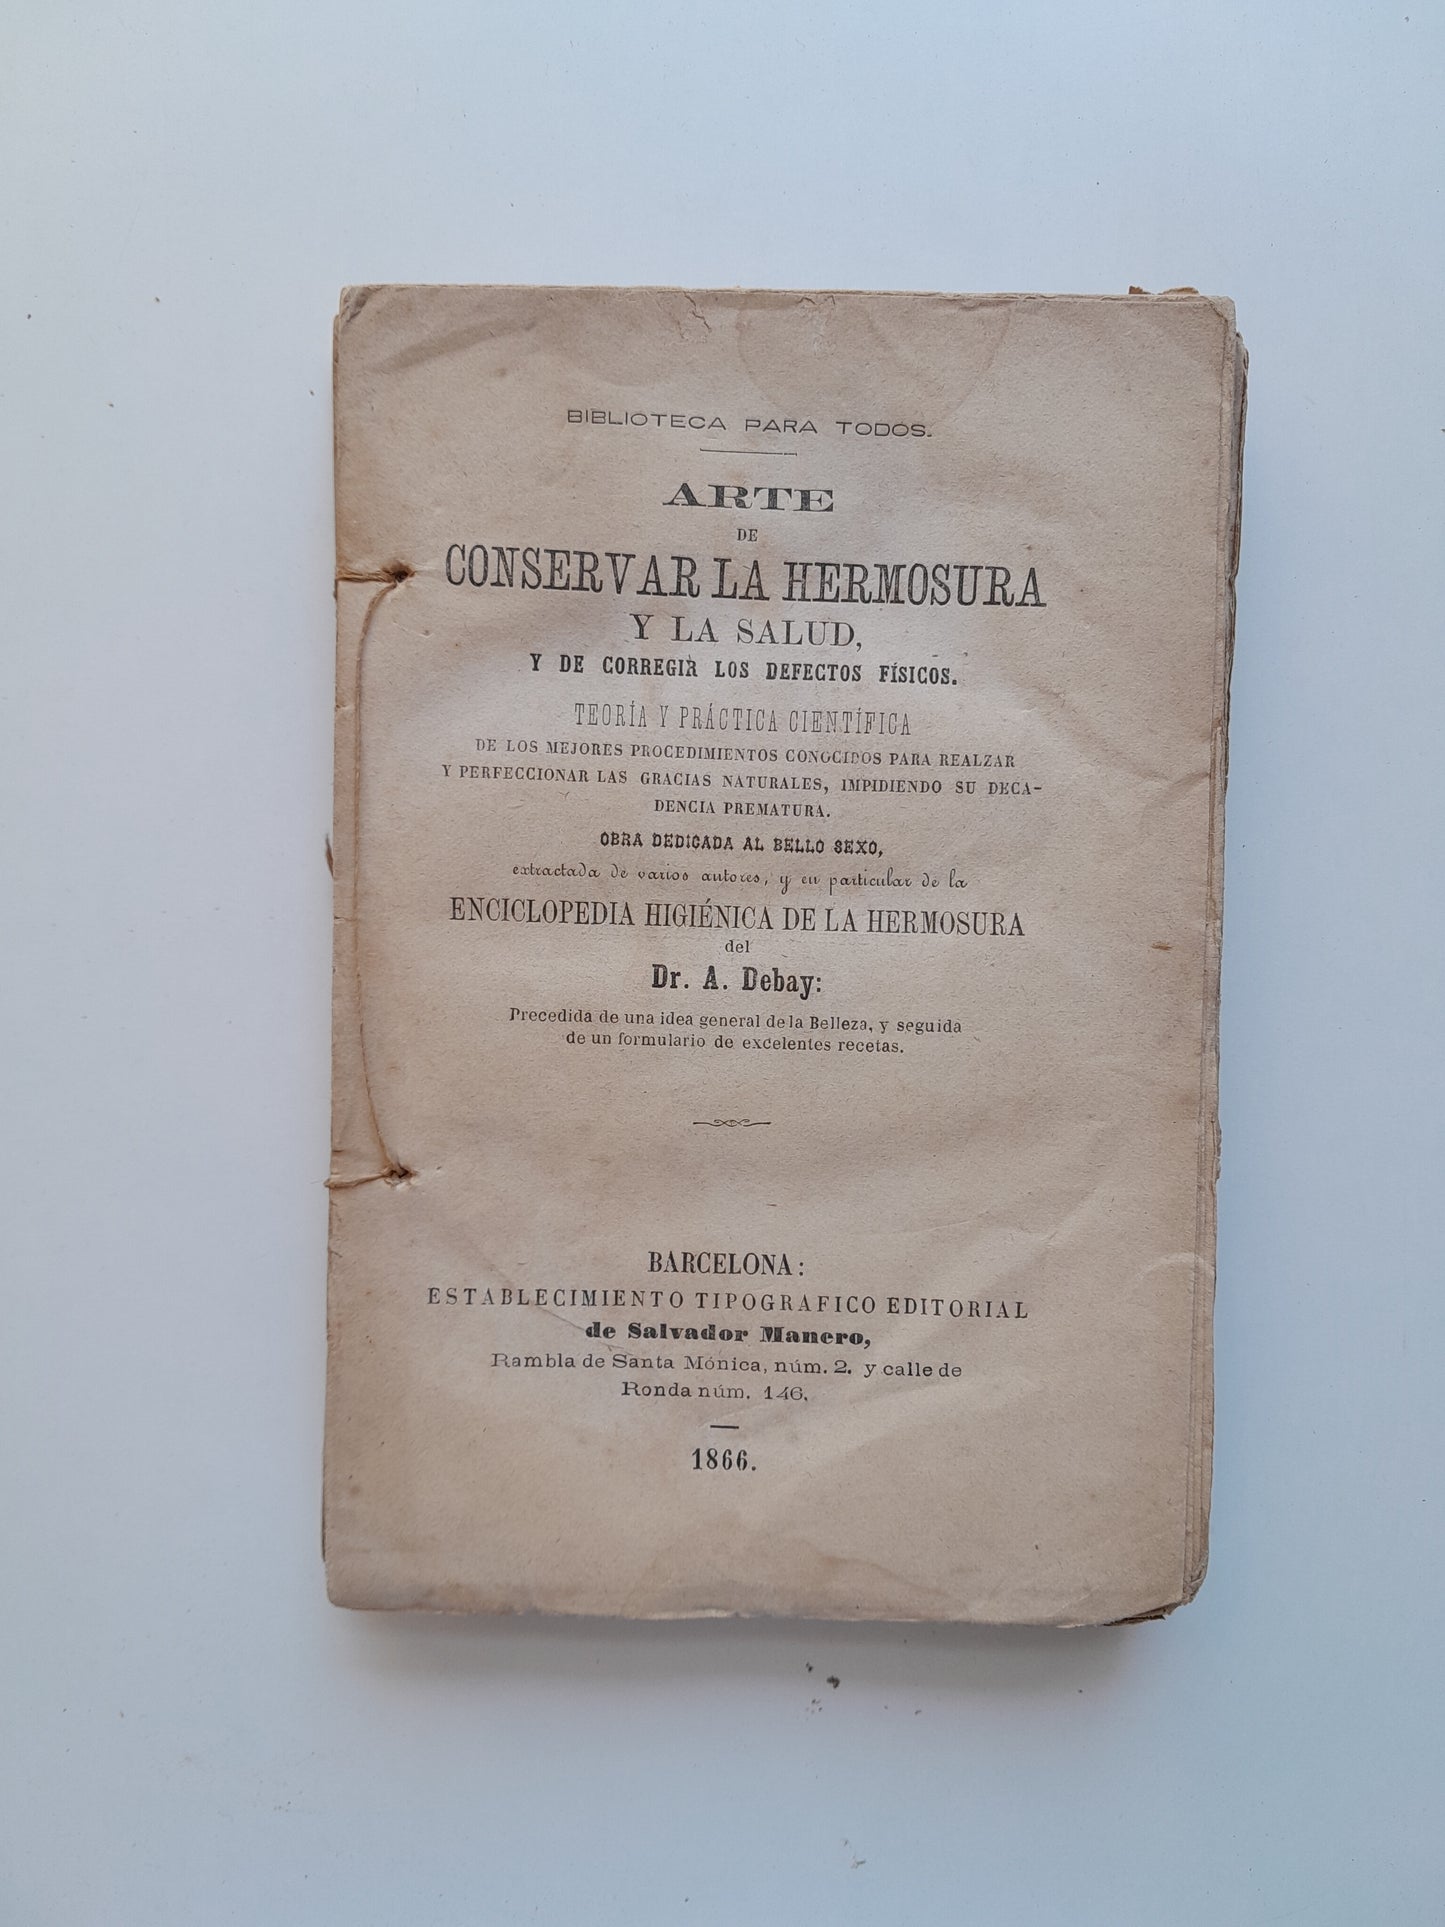 BIBLIOTECA PARA TODOS.
ARTE
DE
CONSERVAR LA HERMOSURA
Y LA SALUD,
Y DE CORREGIR LOS DEFECTOS FÍSICOS.
TEORÍA Y PRÁCTICA CIENTÍFICA
DE LOS MEJORES PROCEDIMIENTOS CONOCIDOS PARA REALZAR
Y PERFECCIONAR LAS GRACIAS NATURALES, IMPIDIENDO SU DECA-
DENCIA PREMATURA.
OBRA DEDICADA AL BELLO SEXO,
extractada de varios autores, y en particular de la
ENCICLOPEDIA HIGIÉNICA DE LA HERMOSURA
del
Dr. A. Debay:
Precedida de una idea general de la Belleza, y seguida
de un formulario de excelentes recetas.
BARCELONA:
ESTABLECIMIENTO TIPOGRAFICO EDITORIAL
de Salvador Manero,
Rambla de Santa Mónica, núm. 2. y calle de
Ronda núm. 146.
1866.